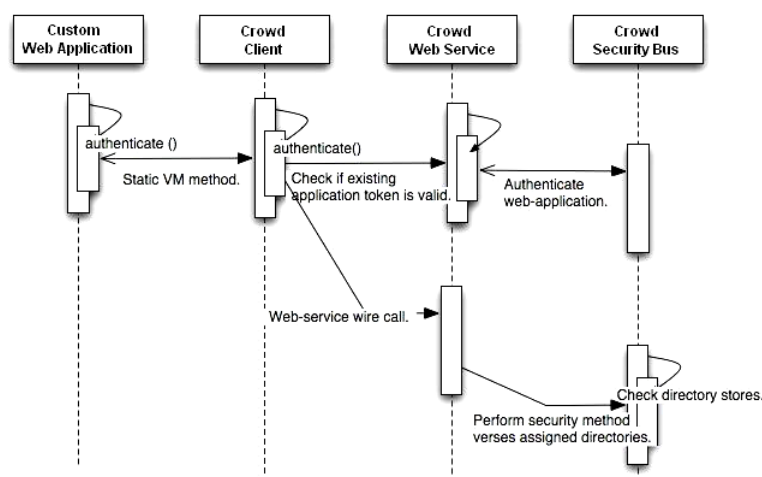 Custom
Web Application
Crowd
Client
Crowd
Web Service
Crowd
Security Bus
authenticate ()
Static VM method.
authenticate()
Check if existing
application token is valid.
Authenticate
web-application.
Web-service wire call.
Check directory stores.
Perform security method
verses assigned directories.